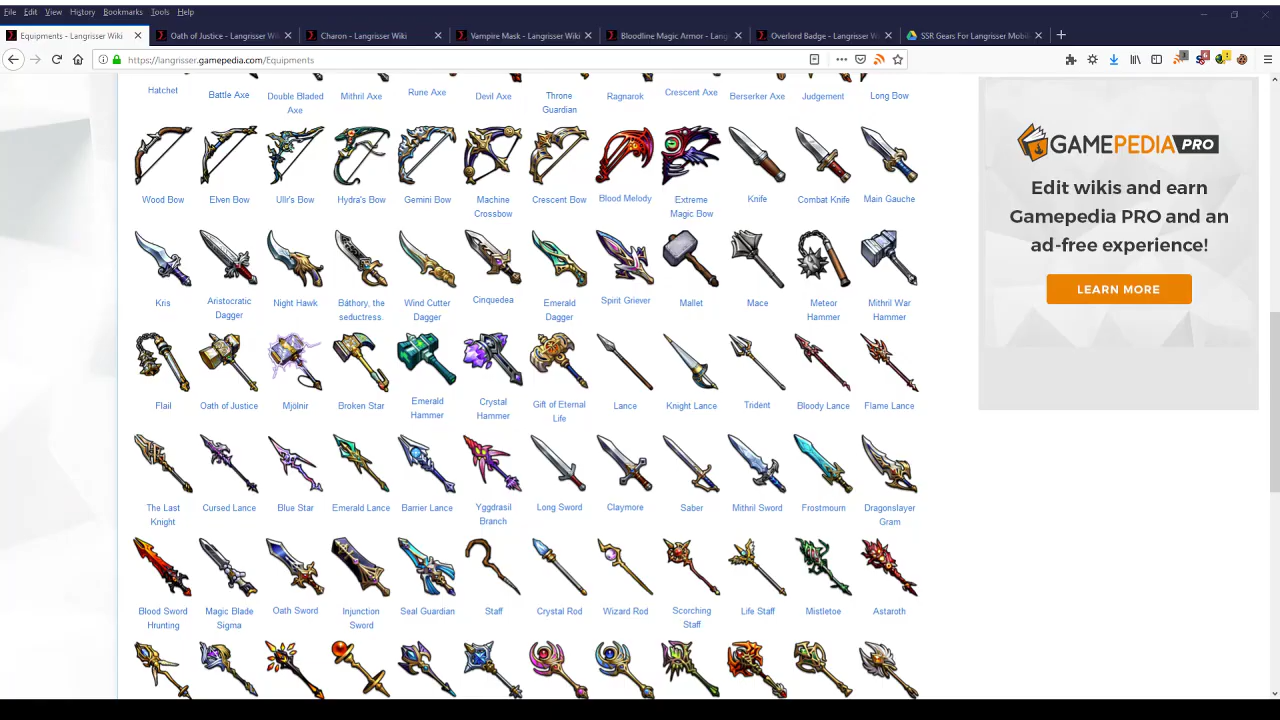 File Edit View History Bookmarks Tools Help
Equipments - Langrisser Wiki
Oath of Justice - Langrisser Wi
Charon - Langrisser Wiki
Vampire Mask - Langrisser Wiki
Bloodline Magic Armor - Langris
Overlord Badge - Langrisser W
SSR Gears For Langrisser Mobil
https://langrisser.gamepedia.com/Equipments
Hatchet Battle Axe Double Bladed Axe Mithril Axe Rune Axe Devil Axe Throne Guardian Ragnarok Crescent Axe Berserker Axe Judgement Long Bow
Wood Bow Elven Bow Ullr's Bow Hydra's Bow Gemini Bow Machine Crossbow Crescent Bow Blood Melody Extreme Magic Bow Knife Combat Knife Main Gauche
Kris Aristocratic Dagger Night Hawk Báthory, the seductress. Wind Cutter Dagger Cinquedea Emerald Dagger Spirit Griever Mallet Mace Meteor Hammer Mithril War Hammer
Flail Oath of Justice Mjölnir Broken Star Emerald Hammer Crystal Hammer Gift of Eternal Life Lance Knight Lance Trident Bloody Lance Flame Lance
The Last Knight Cursed Lance Blue Star Emerald Lance Barrier Lance Yggdrasil Branch Long Sword Claymore Saber Mithril Sword Frostmourn Dragonslayer Gram
Blood Sword Hrunting Magic Blade Sigma Oath Sword Injunction Sword Seal Guardian Staff Crystal Rod Wizard Rod Scorching Staff Life Staff Mistletoe Astaroth
GAMEPEDIA PRO
Edit wikis and earn
Gamepedia PRO and an
ad-free experience!
LEARN MORE